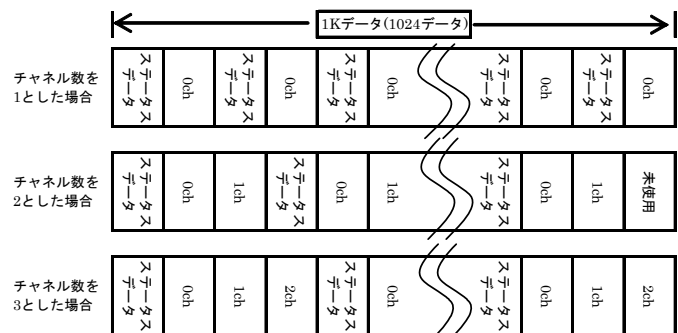 1Kデータ(1024データ)
チャネル数を
1とした場合
ステータス
データ
0ch
ステータス
データ
0ch
ステータス
データ
0ch
ステータス
データ
0ch
ステータス
データ
0ch
チャネル数を
2とした場合
ステータス
データ
0ch
1ch
ステータス
データ
0ch
1ch
ステータス
データ
0ch
1ch
未使用
チャネル数を
3とした場合
ステータス
データ
0ch
1ch
2ch
ステータス
データ
0ch
ステータス
データ
0ch
1ch
2ch